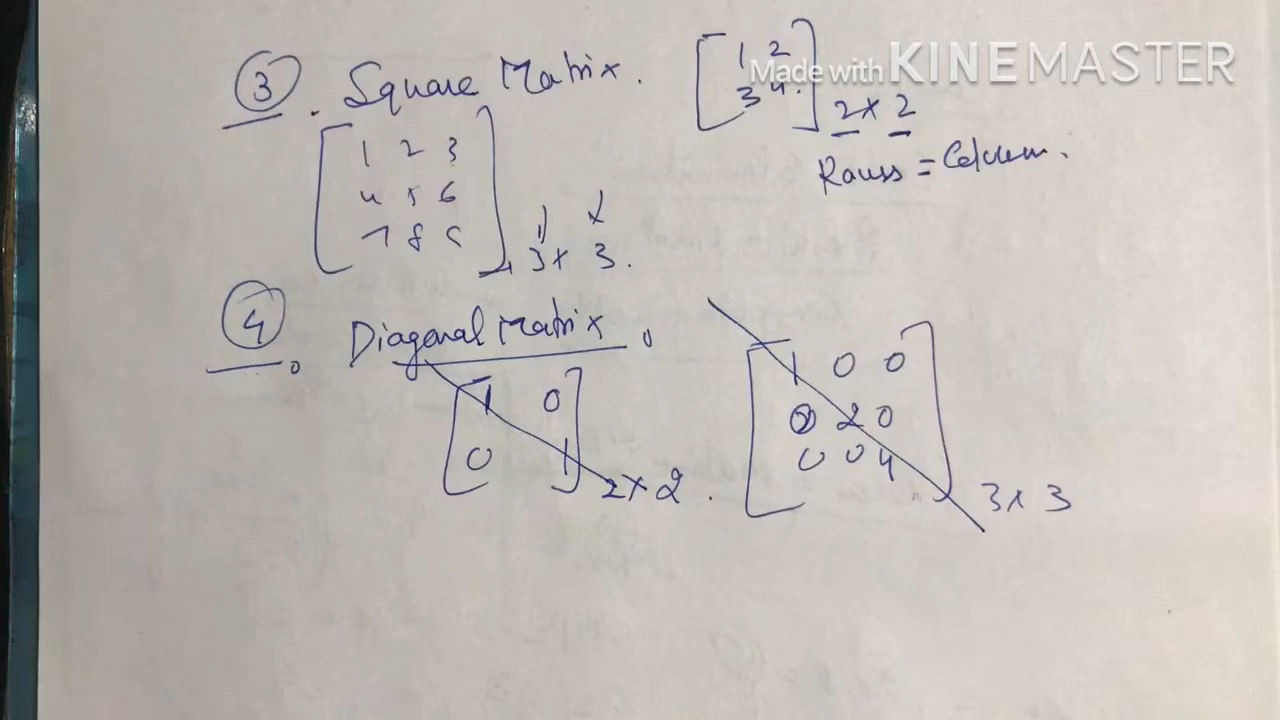 3 . Square Matrix. [ 1 2
3 4 ] 2 x 2
Made with KINEMASTER
Rauss = Colcum.
[ 1 2 3
4 5 6
7 8 9 ] 3 x 3.
4 . Diagonal Matrix.
[ 1 0
0 1 ] 2 x 2.
[ 1 0 0
0 2 0
0 0 4 ] 3 x 3